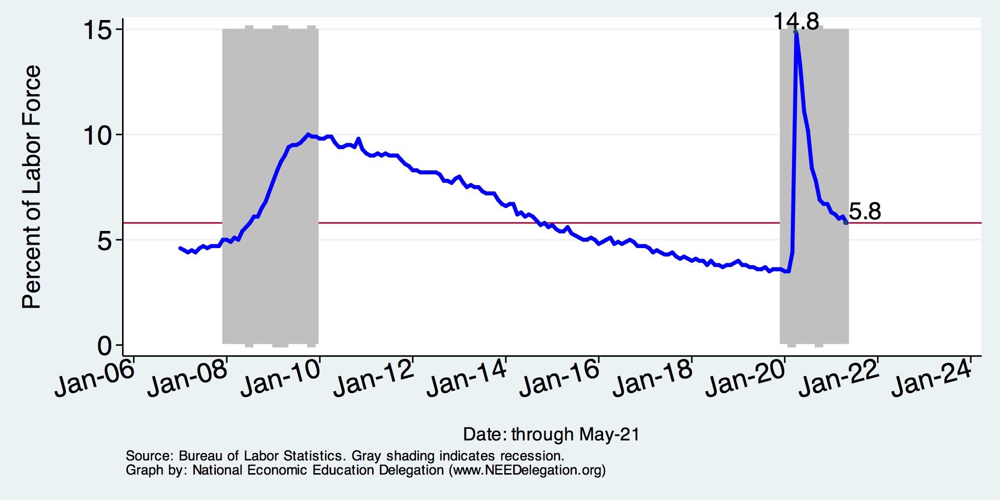 14.8
15
10
5
0
5.8
Percent of Labor Force
Jan-06
Jan-08
Jan-10
Jan-12
Jan-14
Jan-16
Jan-18
Jan-20
Jan-22
Jan-24
Date: through May-21
Source: Bureau of Labor Statistics. Gray shading indicates recession.
Graph by: National Economic Education Delegation (www.NEEDelegation.org)